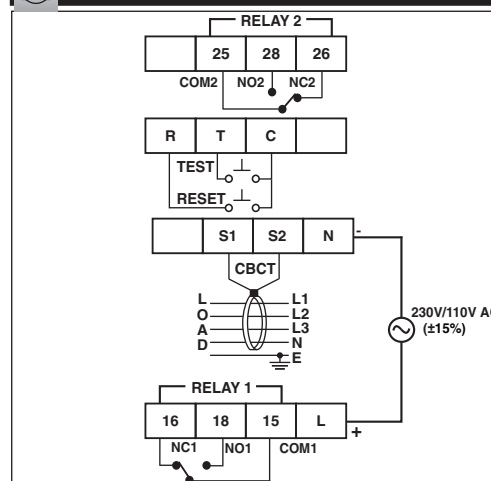 RELAY 2
25 28 26
COM2 NO2 NC2
R T C
TEST
RESET
S1 S2 N -
CBCT
L L1
O L2
A L3
D N
E
230V/110V AC
(±15%)
RELAY 1
16 18 15 L +
NC1 NO1 COM1